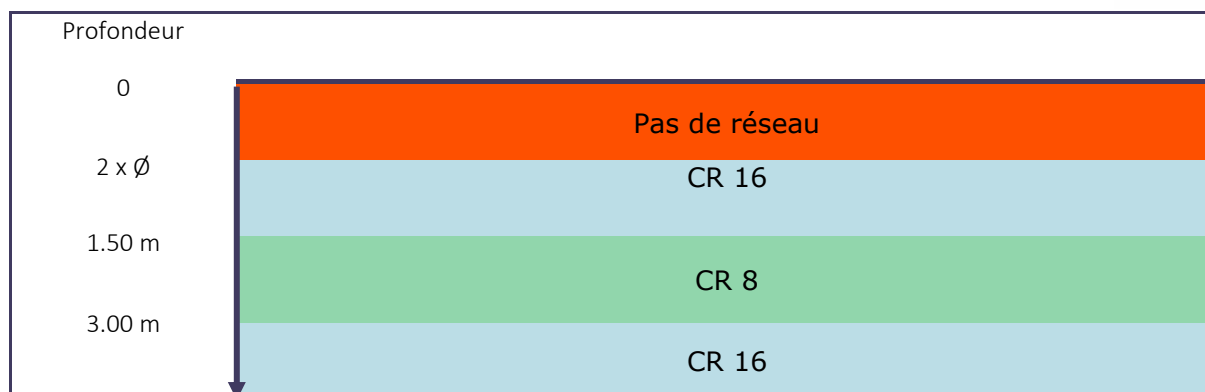 Profondeur
0
Pas de réseau
2 x Ø
CR 16
1.50 m
CR 8
3.00 m
CR 16